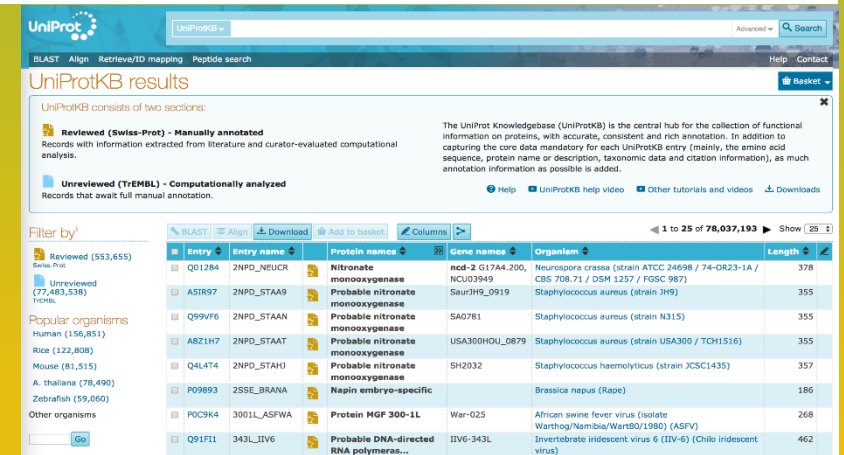 UniProt
UniProtKB
Advanced
Search
BLAST Align Retrieve/ID mapping Peptide search
Help Contact
UniProtKB results
Basket
UniProtKB consists of two sections:
Reviewed (Swiss-Prot) - Manually annotated
Records with information extracted from literature and curator-evaluated computational
analysis.
Unreviewed (TrEMBL) - Computationally analyzed
Records that await full manual annotation.
The UniProt Knowledgebase (UniProtKB) is the central hub for the collection of functional
information on proteins, with accurate, consistent and rich annotation. In addition to
capturing the core data mandatory for each UniProtKB entry (mainly, the amino acid
sequence, protein name or description, taxonomic data and citation information), as much
annotation information as possible is added.
Help UniProtKB help video Other tutorials and videos Downloads
Filter by i
Reviewed (553,655)
Swiss-Prot
Unreviewed
(77,483,538)
TrEMBL
Popular organisms
Human (156,851)
Rice (122,808)
Mouse (81,515)
A. thaliana (78,490)
Zebrafish (59,060)
Other organisms
Go
BLAST Align Download Add to basket Columns
1 to 25 of 78,037,193 Show 25
Entry Entry name Protein names Gene names Organism Length
Q01284 2NPD_NEUCR Nitronate monooxygenase ncd-2 G17A4.200, NCU03949 Neurospora crassa (strain ATCC 24698 / 74-OR23-1A / CBS 708.71 / DSM 1257 / FGSC 987) 378
A5IR97 2NPD_STAA9 Probable nitronate monooxygenase SaurJH9_0919 Staphylococcus aureus (strain JH9) 355
Q99VF6 2NPD_STAAN Probable nitronate monooxygenase SA0781 Staphylococcus aureus (strain N315) 355
A8Z1H7 2NPD_STAAT Probable nitronate monooxygenase USA300HOU_0879 Staphylococcus aureus (strain USA300 / TCH1516) 355
Q4L4T4 2NPD_STAHJ Probable nitronate monooxygenase SH2032 Staphylococcus haemolyticus (strain JCSC1435) 357
P09893 2SSE_BRANA Napin embryo-specific Brassica napus (Rape) 186
P0C9K4 3001L_ASFWA Protein MGF 300-1L War-025 African swine fever virus (isolate Warthog/Namibia/Wart80/1980) (ASFV) 268
Q91FI1 343L_IIV6 Probable DNA-directed RNA polymeras... IIV6-343L Invertebrate iridescent virus 6 (IIV-6) (Chilo iridescent virus) 462